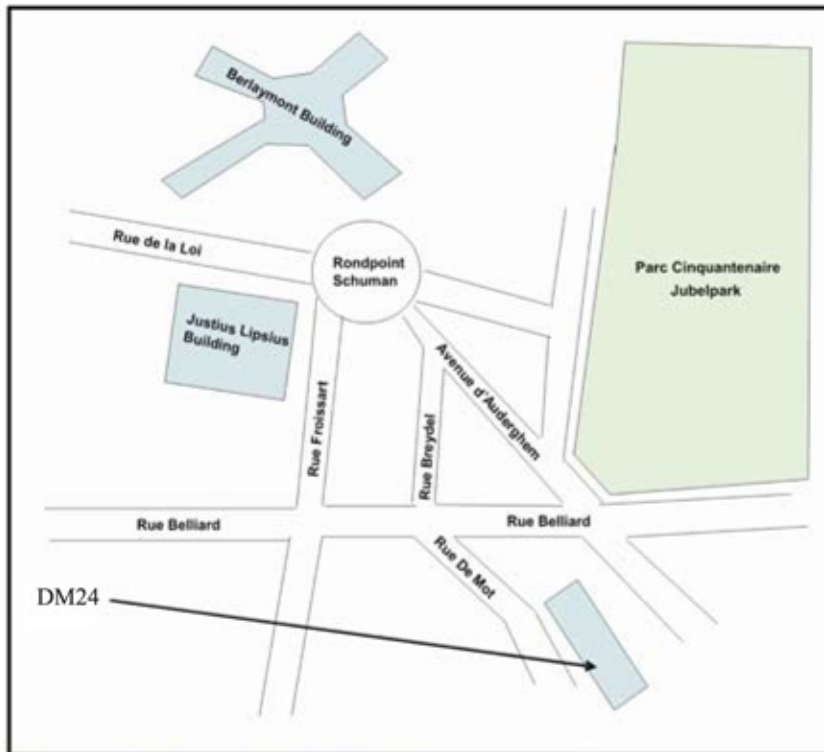 Berlaymont Building
Rue de la Loi
Rondpoint
Schuman
Parc Cinquantenaire
Jubelpark
Justius Lipsius
Building
Avenue d'Auderghem
Rue Froissart
Rue Breydel
Rue Belliard
Rue Belliard
Rue De Mot
DM24